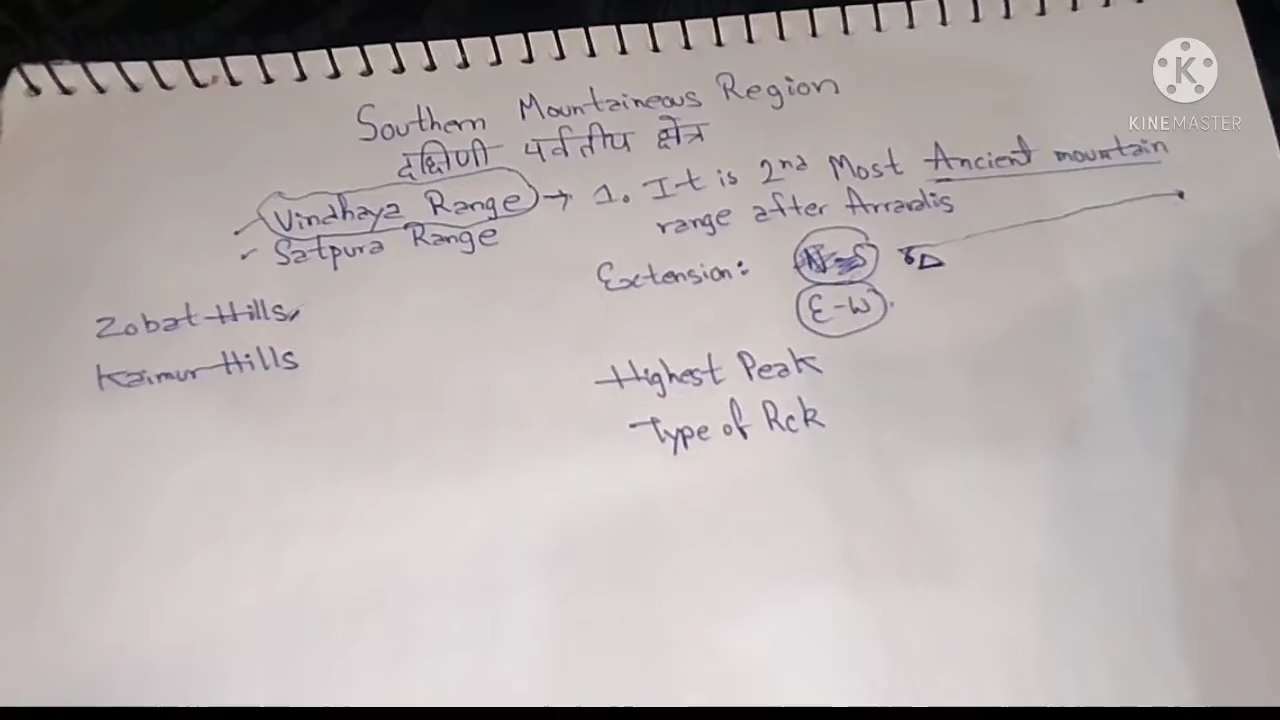 Southern Mountaineous Region
दक्षिणी पर्वतीय क्षेत्र
Vindhaya Range → 1. It is 2nd Most Ancient mountain
range after Arravalis
Satpura Range
Extension: N-S
E-W
Zobat Hills
Kaimur Hills
Highest Peak
Type of Rck
K
KINEMASTER